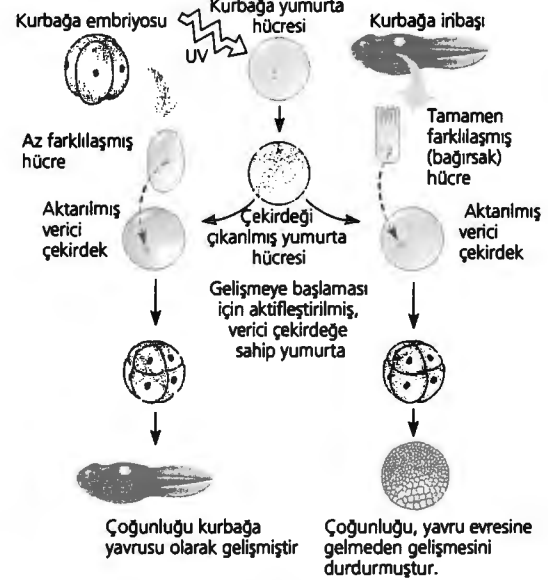 Kurbağa embriyosu
Kurbağa yumurta
hücresi
UV
Kurbağa iribaşı
Az farklılaşmış
hücre
Tamamen
farklılaşmış
(bağırsak)
hücre
Aktarılmış
verici
çekirdek
Çekirdeği
çıkarılmış yumurta
hücresi
Aktarılmış
verici
çekirdek
Gelişmeye başlaması
için aktifleştirilmiş,
verici çekirdeğe
sahip yumurta
Çoğunluğu kurbağa
yavrusu olarak gelişmiştir
Çoğunluğu, yavru evresine
gelmeden gelişmesini
durdurmuştur.